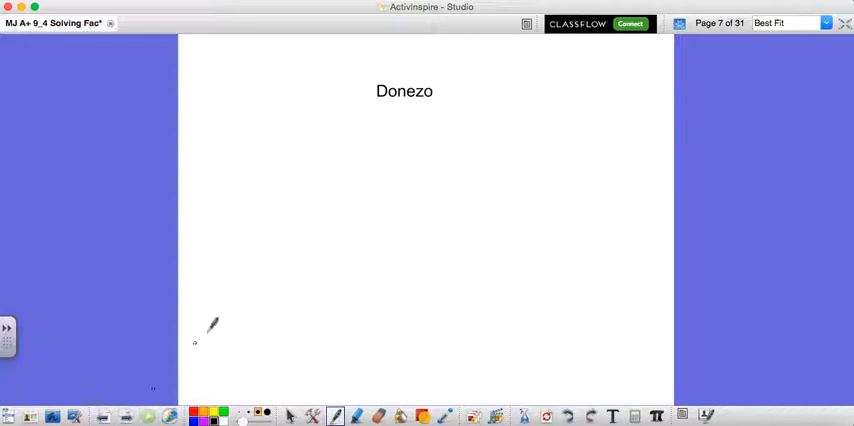 ActivInspire - Studio
MJ A+ 9_4 Solving Fac*
CLASSFLOW Connect
Page 7 of 31
Best Fit
Donezo